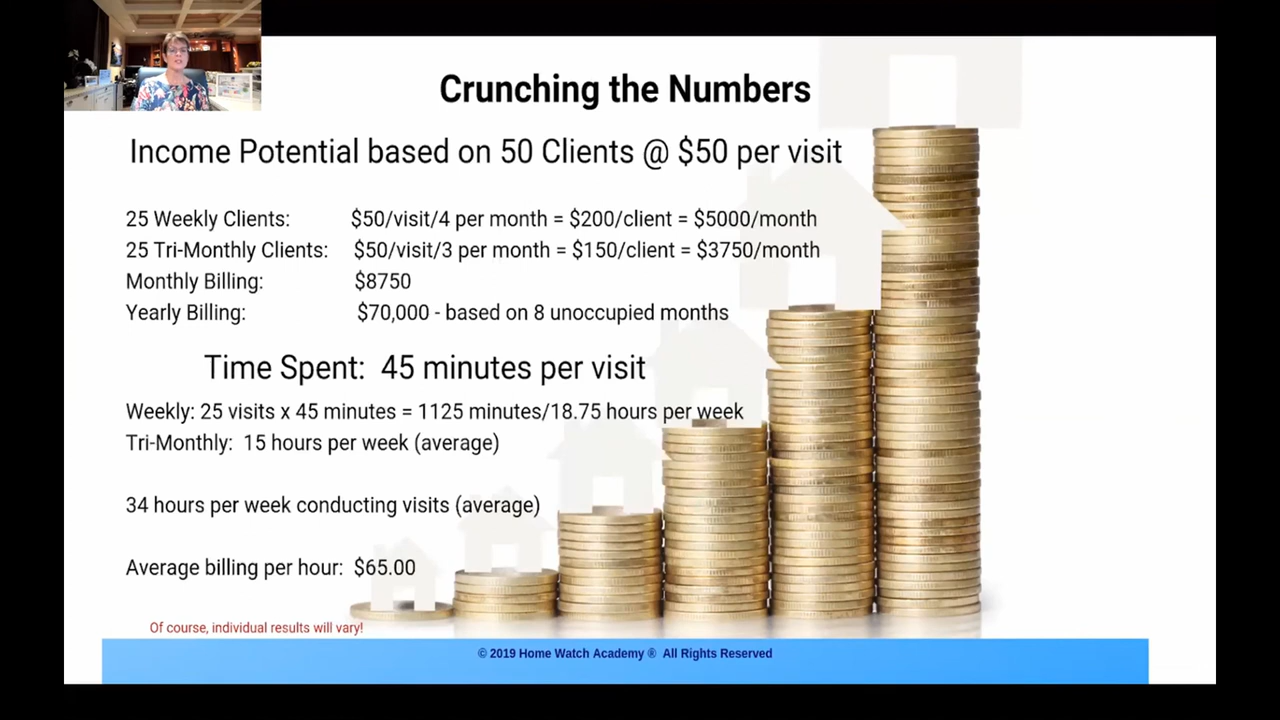 Crunching the Numbers
Income Potential based on 50 Clients @ $50 per visit
25 Weekly Clients: $50/visit/4 per month = $200/client = $5000/month
25 Tri-Monthly Clients: $50/visit/3 per month = $150/client = $3750/month
Monthly Billing: $8750
Yearly Billing: $70,000 - based on 8 unoccupied months
Time Spent: 45 minutes per visit
Weekly: 25 visits x 45 minutes = 1125 minutes/18.75 hours per week
Tri-Monthly: 15 hours per week (average)
34 hours per week conducting visits (average)
Average billing per hour: $65.00
Of course, individual results will vary!
© 2019 Home Watch Academy ® All Rights Reserved